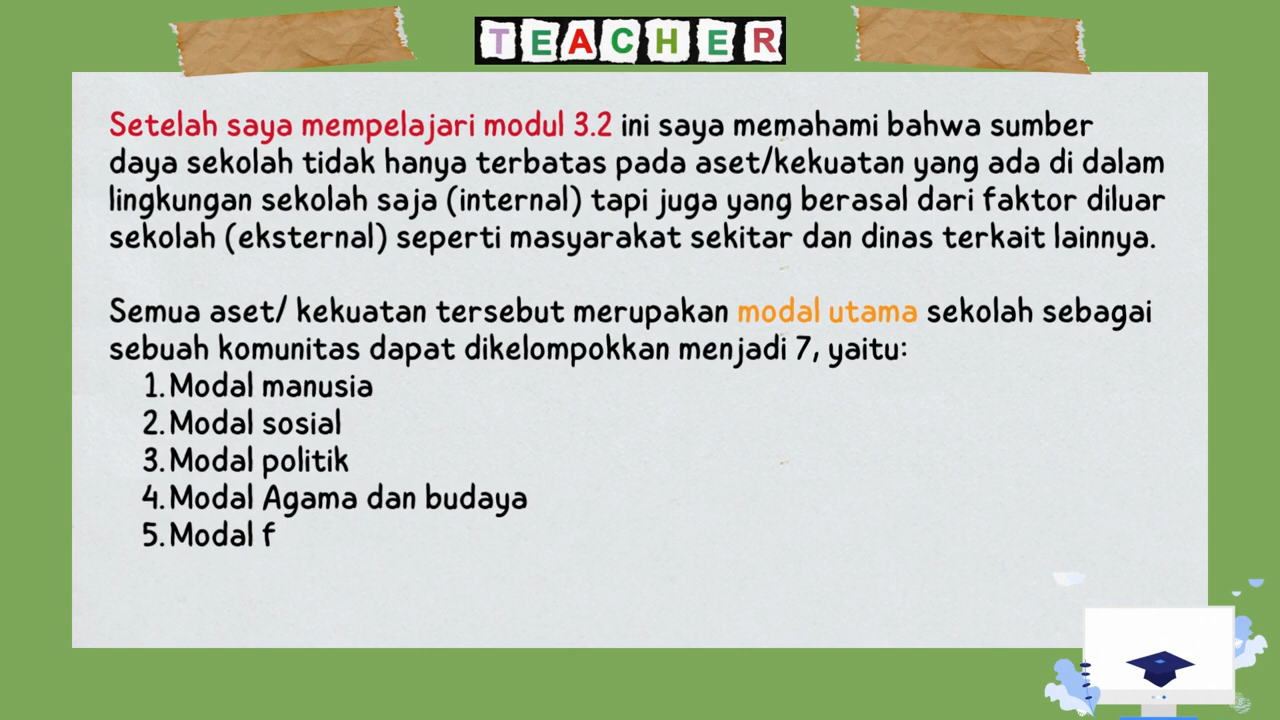 TEACHER
Setelah saya mempelajari modul 3.2 ini saya memahami bahwa sumber
daya sekolah tidak hanya terbatas pada aset/kekuatan yang ada di dalam
lingkungan sekolah saja (internal) tapi juga yang berasal dari faktor diluar
sekolah (eksternal) seperti masyarakat sekitar dan dinas terkait lainnya.
Semua aset/ kekuatan tersebut merupakan modal utama sekolah sebagai
sebuah komunitas dapat dikelompokkan menjadi 7, yaitu:
1. Modal manusia
2. Modal sosial
3. Modal politik
4. Modal Agama dan budaya
5. Modal f